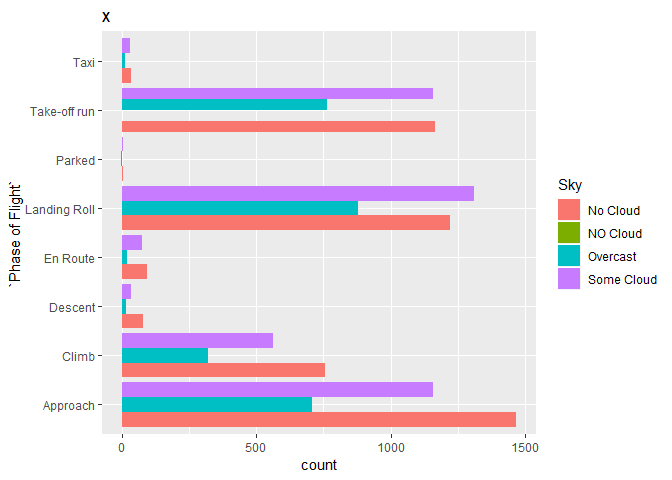 x
Taxi
Take-off run
Parked
Landing Roll
En Route
Descent
Climb
Approach
`Phase of Flight`
0
500
1000
1500
count
Sky
No Cloud
NO Cloud
Overcast
Some Cloud